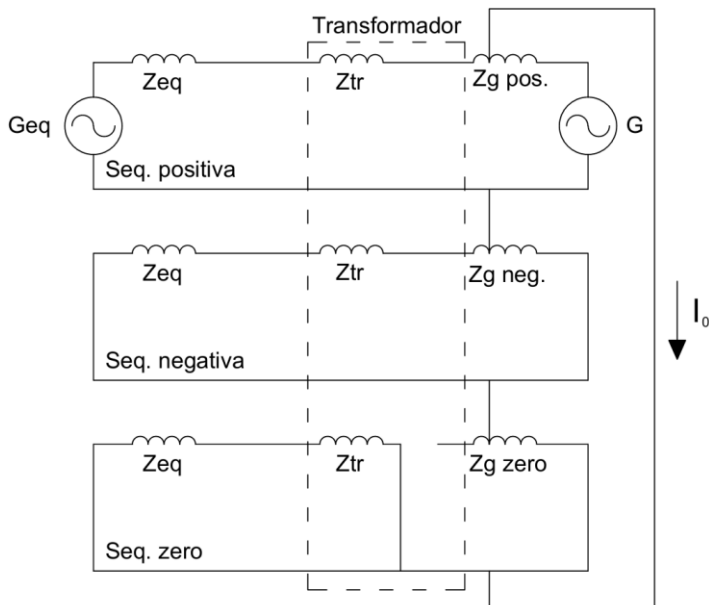 Transformador
Zeq
Ztr
Zg pos.
Geq
G
Seq. positiva
Zeq
Ztr
Zg neg.
I₀
Seq. negativa
Zeq
Ztr
Zg zero
Seq. zero